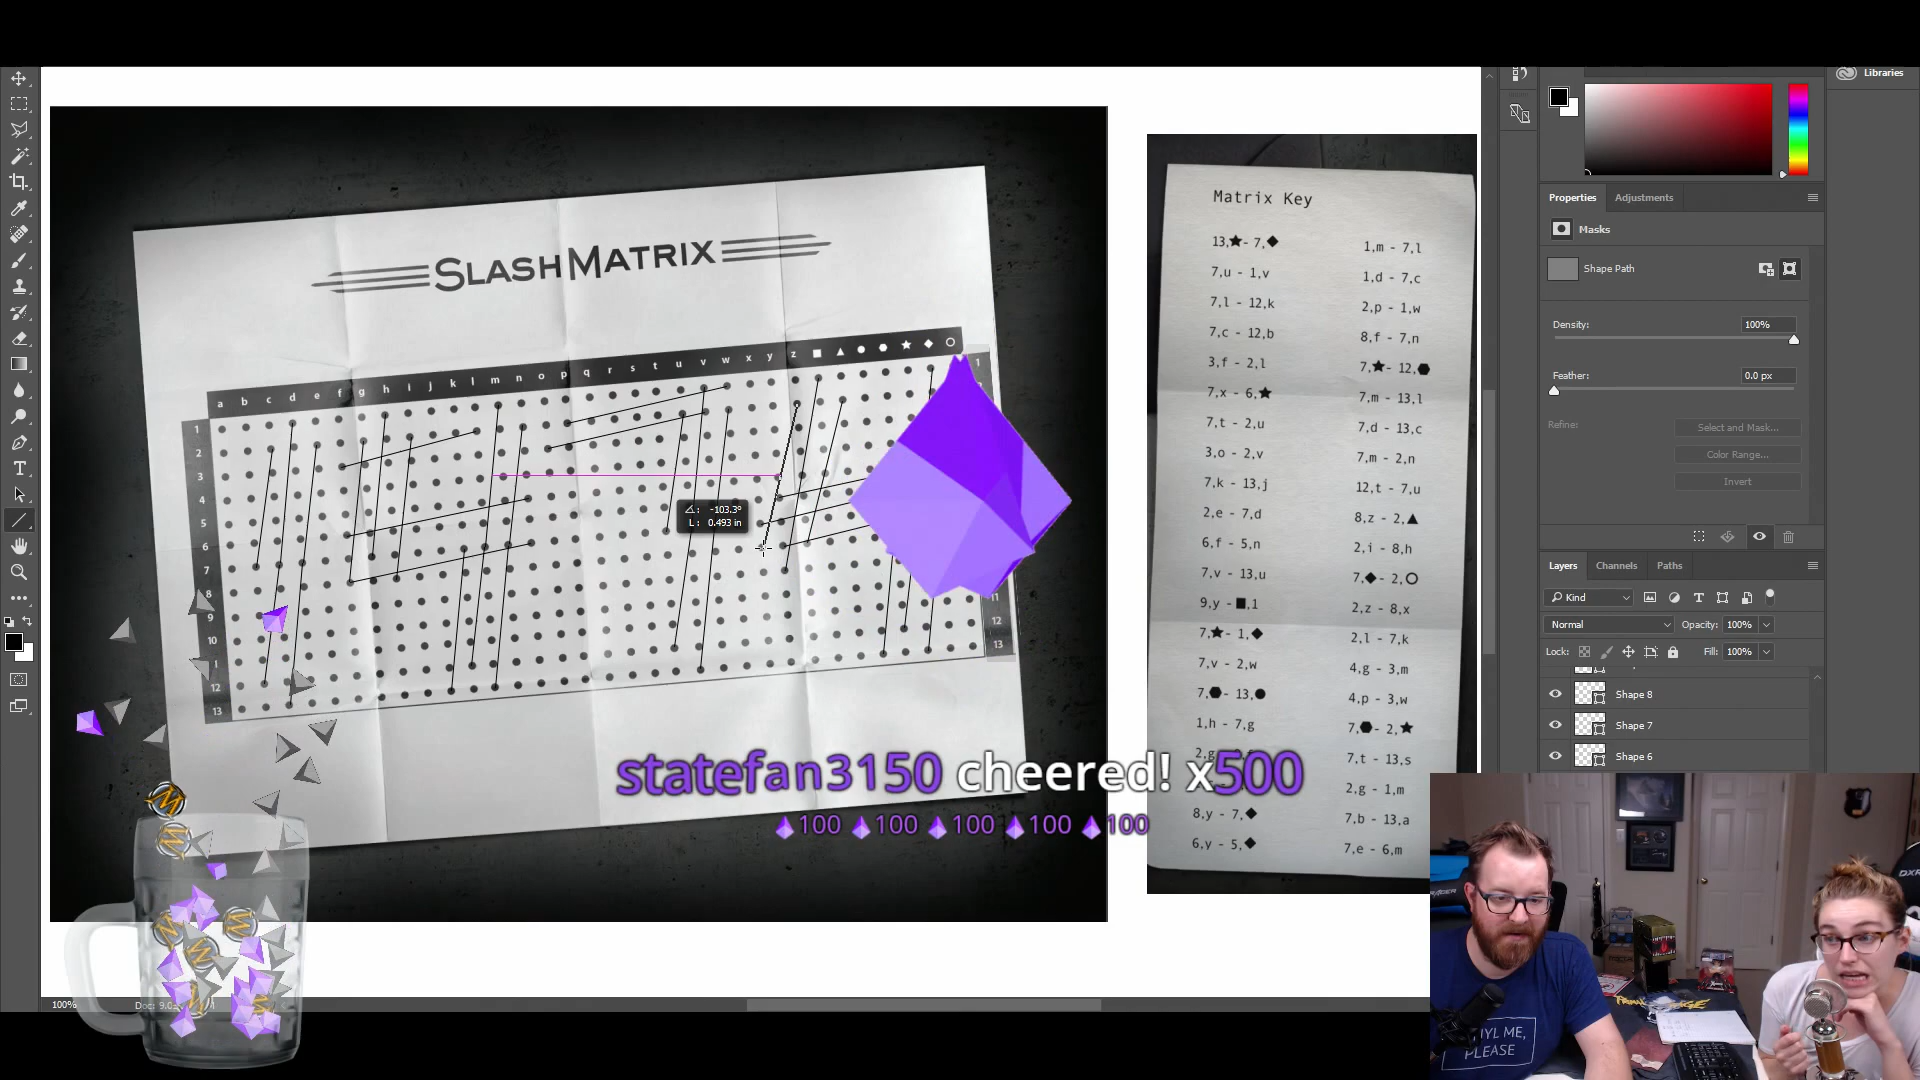 Libraries
SLASHMATRIX
a b c d e f g h i j k l m n o p q r s t u v w x y z
1
2
3
4
5
6
7
8
9
10
12
13
1
11
12
13
∠: -103.3°
L: 0.493 in
Matrix Key
13,★- 7,◆
7,u - 1,v
7,l - 12,k
7,c - 12,b
3,f - 2,l
7,x - 6,★
7,t - 2,u
3,o - 2,v
7,k - 13,j
2,e - 7,d
6,f - 5,n
7,v - 13,u
9,y -■,1
7,★- 1,◆
7,v - 2,w
7,⬣- 13,●
1,h - 7,g
8,y - 7,◆
6,y - 5,◆
1,m - 7,l
1,d - 7,c
2,p - 1,w
8,f - 7,n
7,★- 12,⬣
7,m - 13,l
7,d - 13,c
7,m - 2,n
12,t - 7,u
8,z - 2,▲
2,i - 8,h
7,◆- 2,○
2,z - 8,x
2,l - 7,k
4,g - 3,m
4,p - 3,w
7,⬣- 2,★
7,t - 13,s
2,g - 1,m
7,b - 13,a
7,e - 6,m
statefan3150 cheered! x500
100 100 100 100 100
100%
Properties Adjustments
Masks
Shape Path
Density: 100%
Feather: 0.0 px
Refine:
Select and Mask...
Color Range...
Invert
Layers Channels Paths
Kind
Normal Opacity: 100%
Lock: Fill: 100%
Shape 8
Shape 7
Shape 6
VINYL ME,
PLEASE